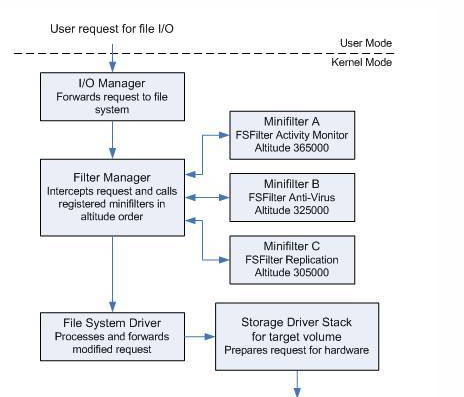 User request for file I/O
User Mode
Kernel Mode
I/O Manager
Forwards request to file
system
Minifilter A
FSFilter Activity Monitor
Altitude 365000
Filter Manager
Intercepts request and calls
registered minifilters in
altitude order
Minifilter B
FSFilter Anti-Virus
Altitude 325000
Minifilter C
FSFilter Replication
Altitude 305000
File System Driver
Processes and forwards
modified request
Storage Driver Stack
for target volume
Prepares request for hardware